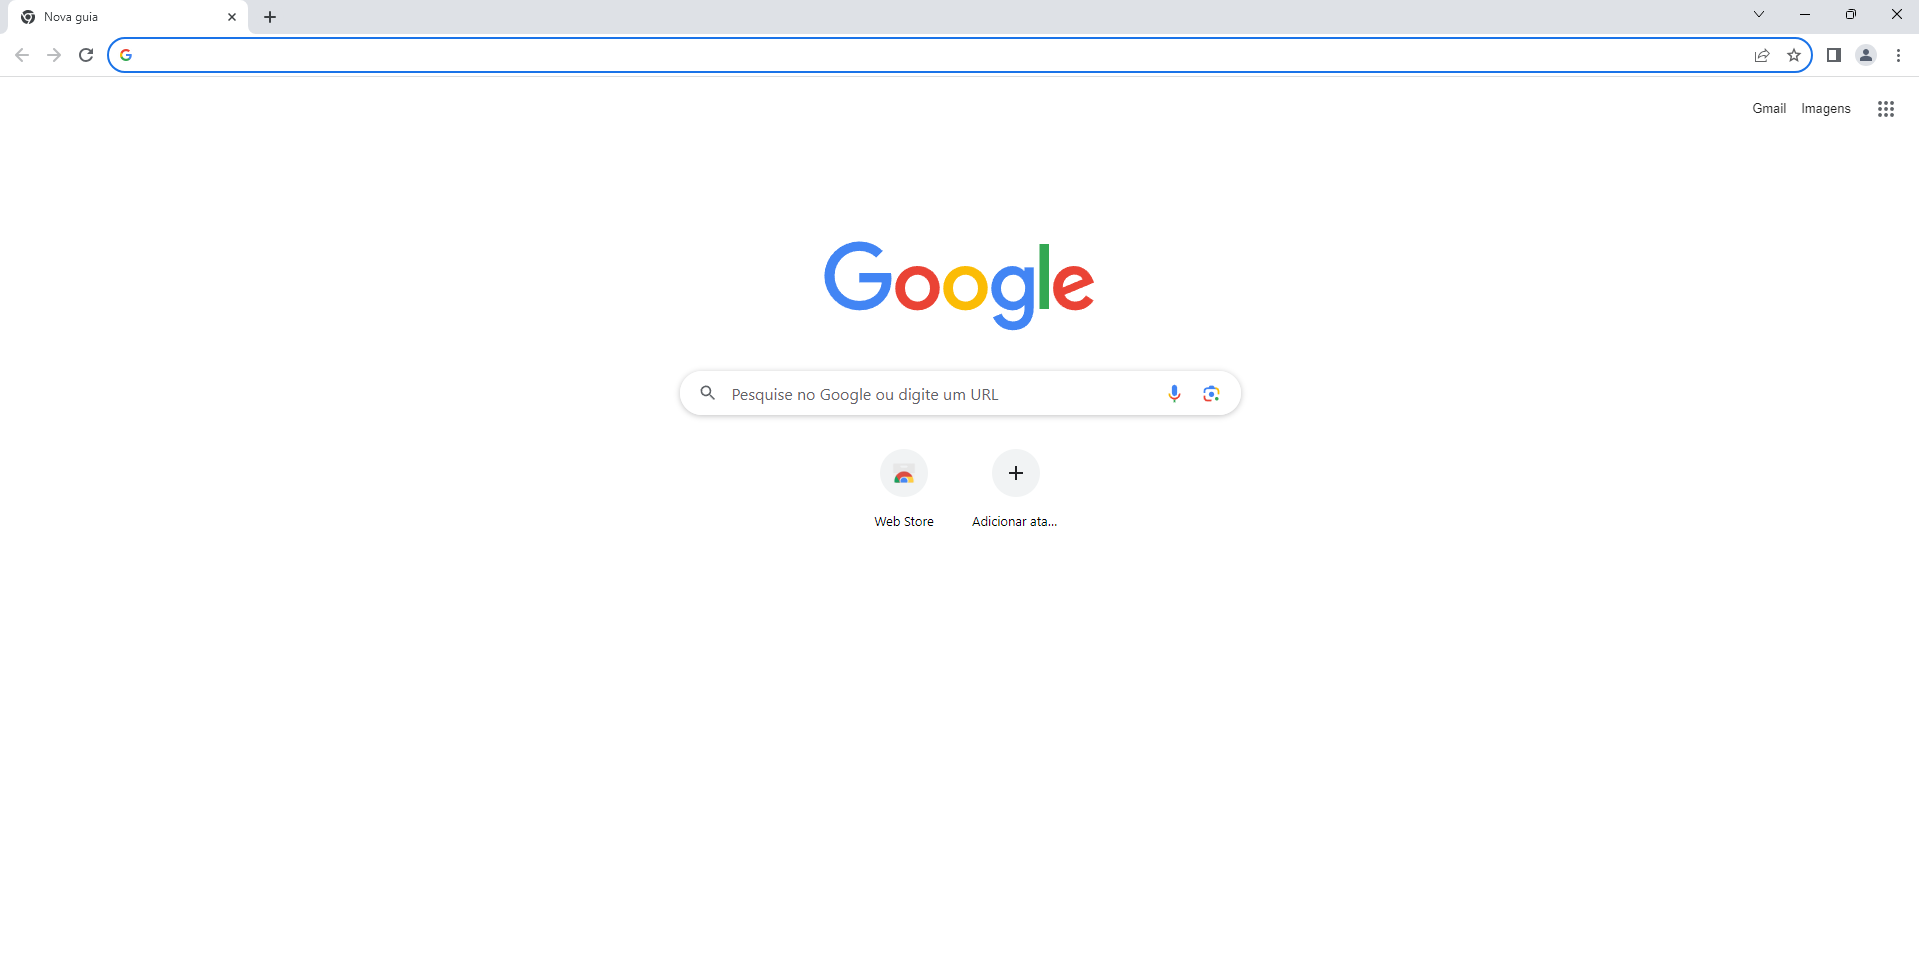 Nova guia
Gmail Imagens
Google
Pesquise no Google ou digite um URL
Web Store
Adicionar ata...